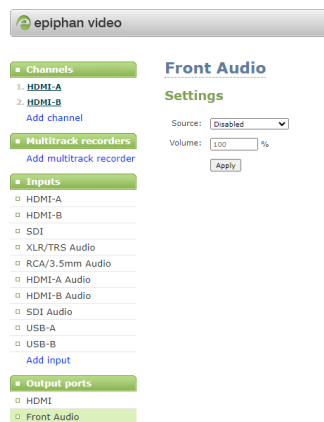 epiphan video
Channels
1. HDMI-A
2. HDMI-B
Add channel
Multitrack recorders
Add multitrack recorder
Inputs
HDMI-A
HDMI-B
SDI
XLR/TRS Audio
RCA/3.5mm Audio
HDMI-A Audio
HDMI-B Audio
SDI Audio
USB-A
USB-B
Add input
Output ports
HDMI
Front Audio
Front Audio
Settings
Source: Disabled
Volume: 100 %
Apply